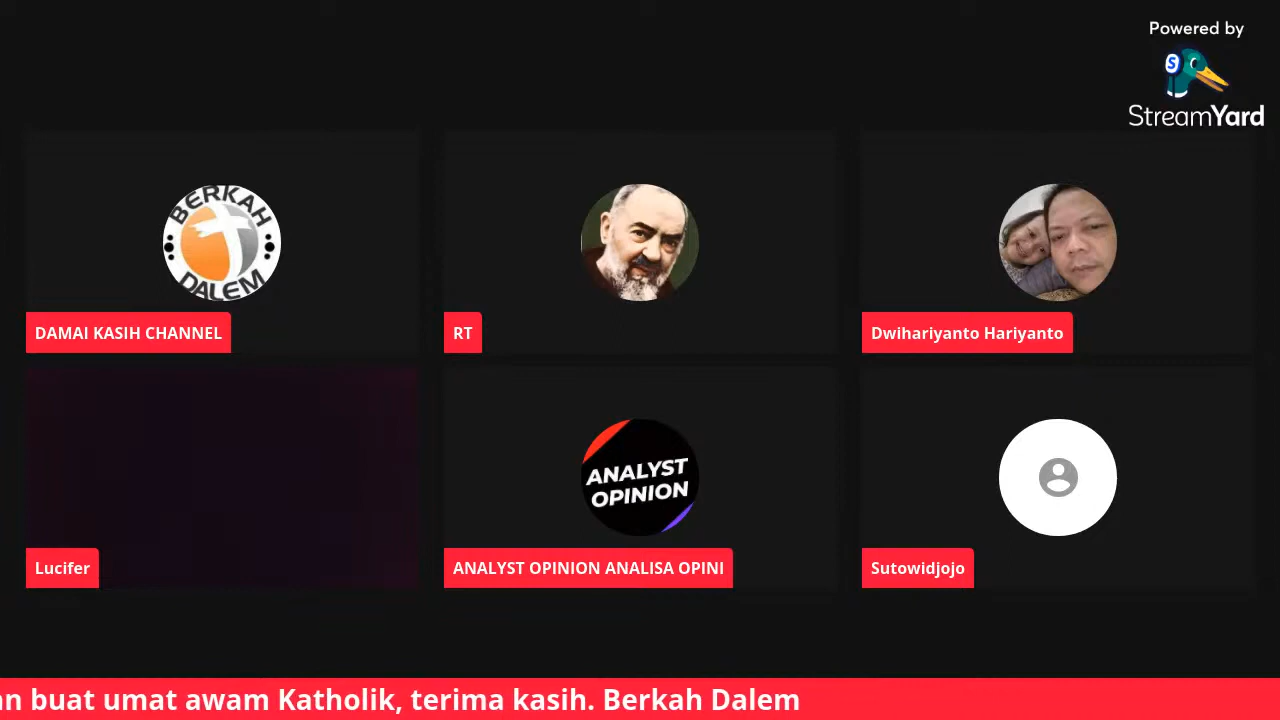 Powered by
S
StreamYard
BERKAH
DALEM
DAMAI KASIH CHANNEL
RT
Dwihariyanto Hariyanto
Lucifer
ANALYST
OPINION
ANALYST OPINION ANALISA OPINI
Sutowidjojo
buat umat awam Katholik, terima kasih. Berkah Dalem